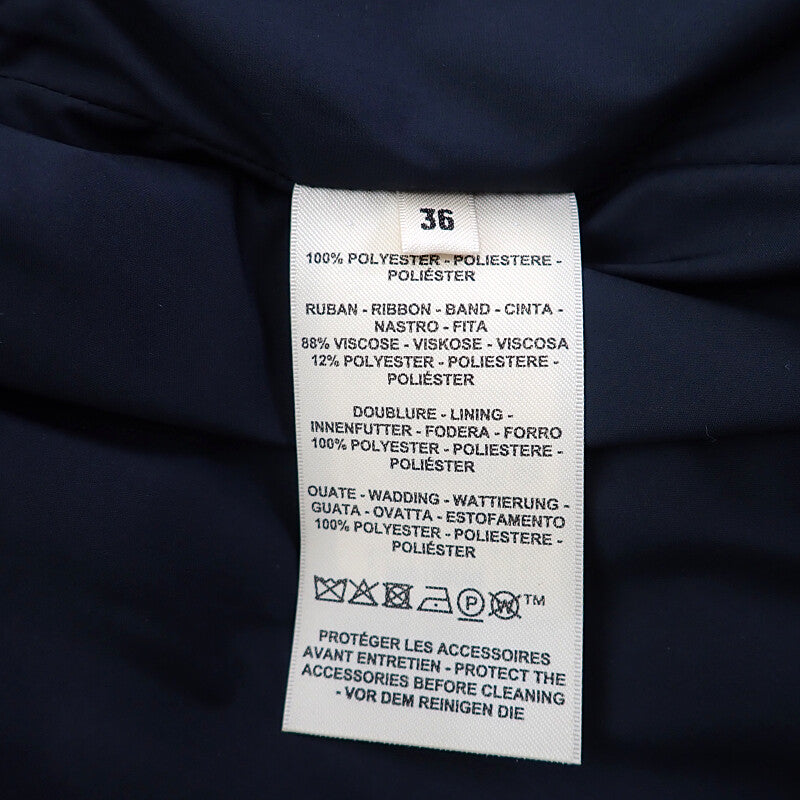 36
100% POLYESTER - POLIESTERE -
POLIÉSTER
RUBAN - RIBBON - BAND - CINTA -
NASTRO - FITA
88% VISCOSE - VISKOSE - VISCOSA
12% POLYESTER - POLIESTERE -
POLIÉSTER
DOUBLURE - LINING -
INNENFUTTER - FODERA - FORRO
100% POLYESTER - POLIESTERE -
POLIÉSTER
OUATE - WADDING - WATTIERUNG -
GUATA - OVATTA - ESTOFAMENTO
100% POLYESTER - POLIESTERE -
POLIÉSTER
P W TM
PROTÉGER LES ACCESSOIRES
AVANT ENTRETIEN - PROTECT THE
ACCESSORIES BEFORE CLEANING
- VOR DEM REINIGEN DIE